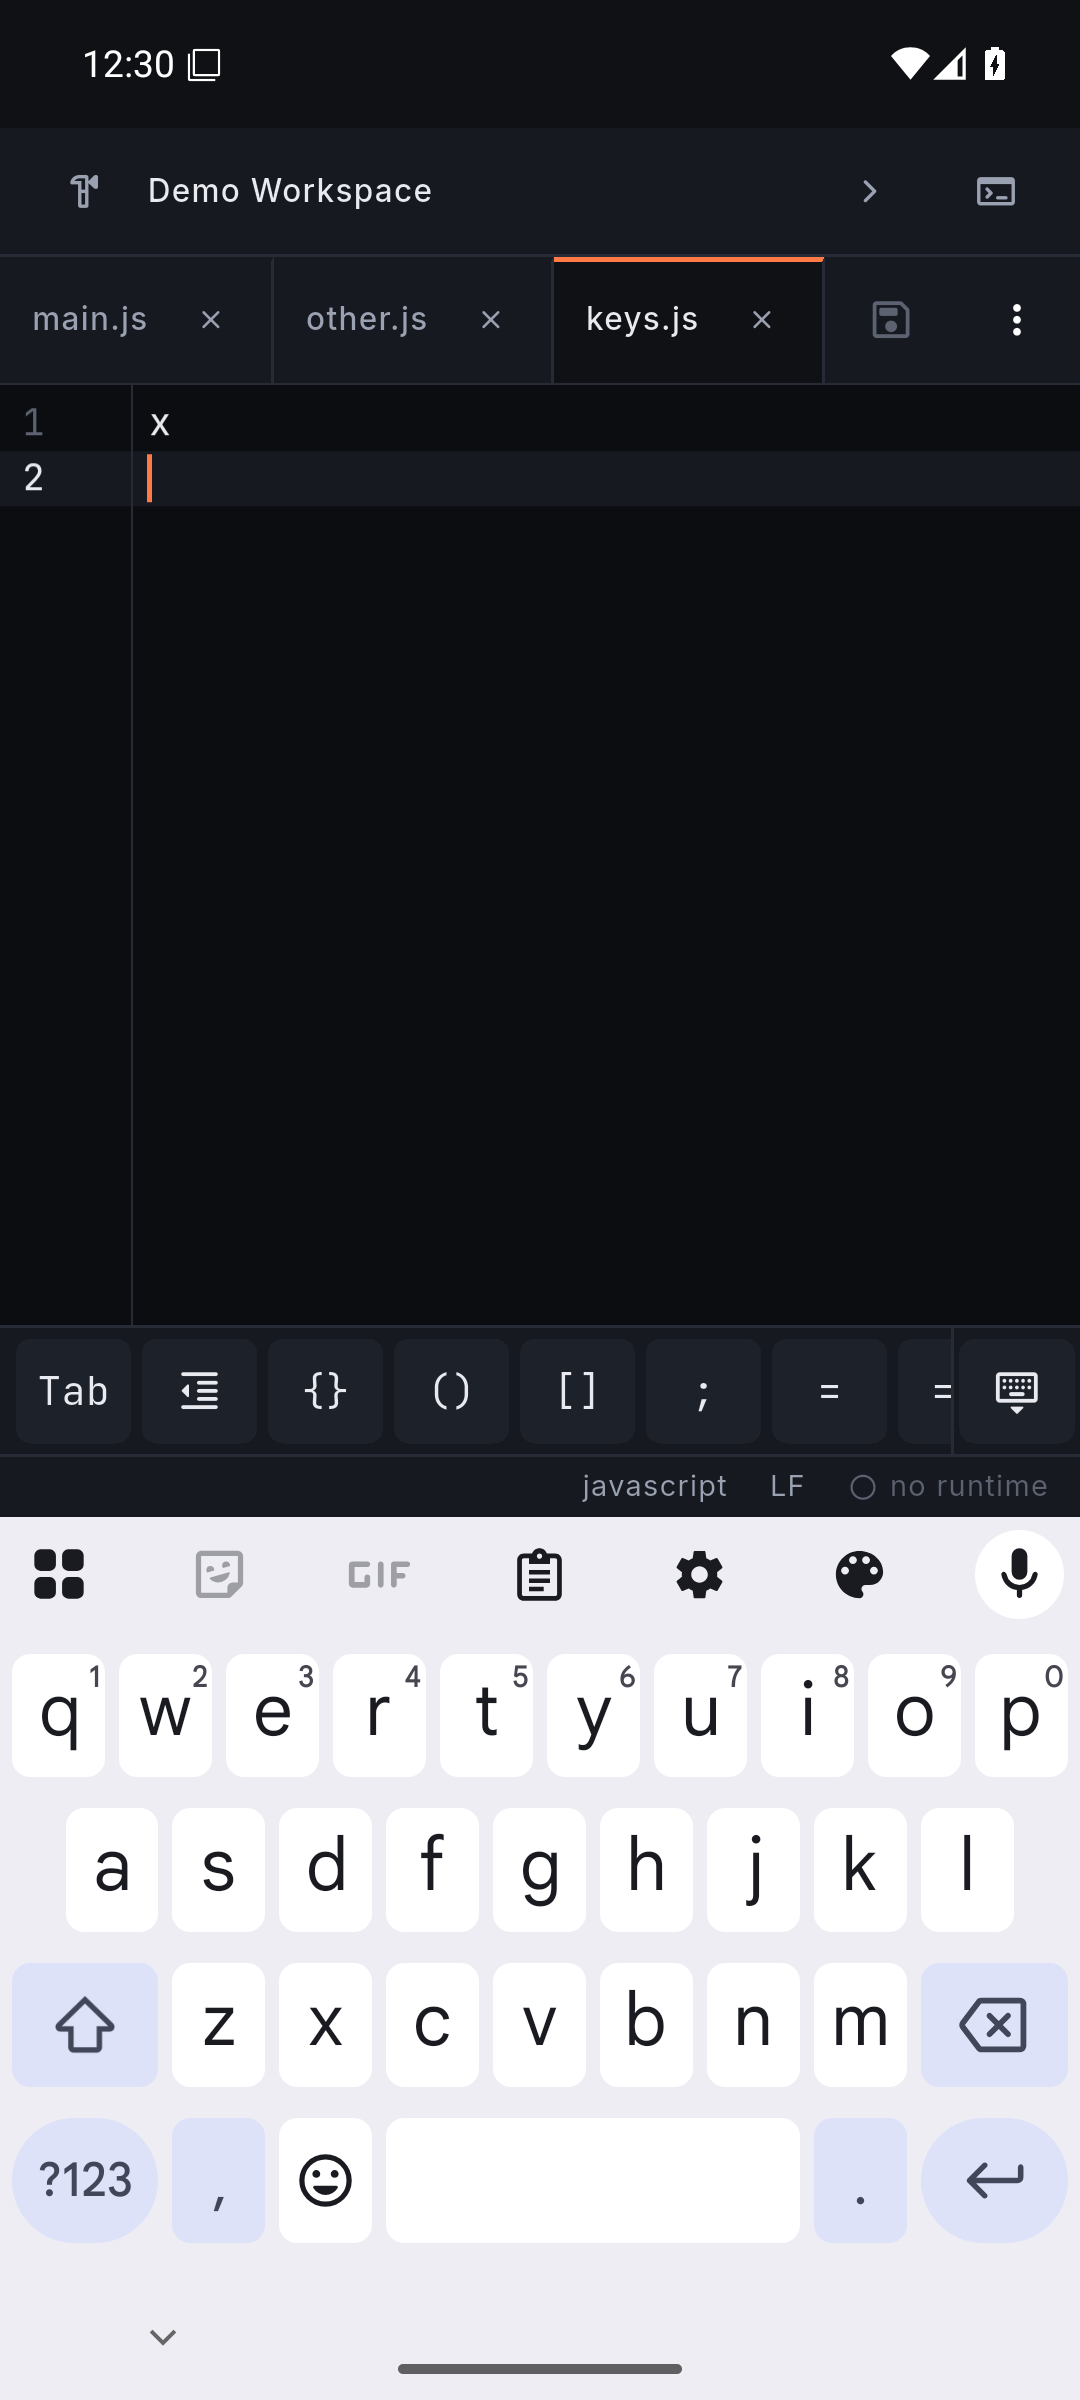 12:30
Demo Workspace
main.js other.js keys.js
1 x
2
Tab {} () [] ; = =
javascript LF no runtime
GIF
q 1 w 2 e 3 r 4 t 5 y 6 u 7 i 8 o 9 p 0
a s d f g h j k l
z x c v b n m
?123 , .